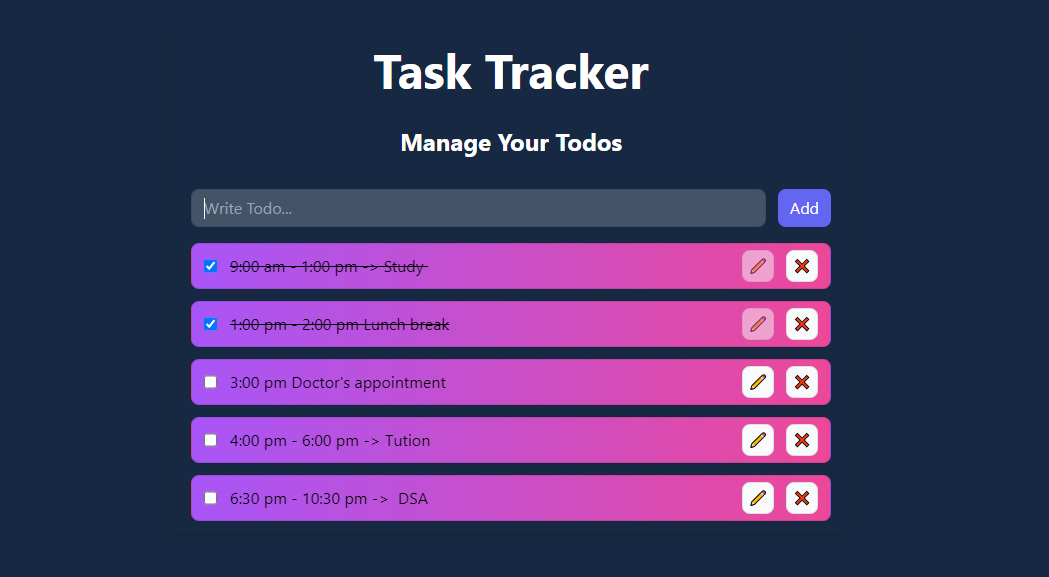 Task Tracker
Manage Your Todos
Write Todo...
Add
9:00 am - 1:00 pm -> Study
1:00 pm - 2:00 pm Lunch break
3:00 pm Doctor's appointment
4:00 pm - 6:00 pm -> Tution
6:30 pm - 10:30 pm ->  DSA